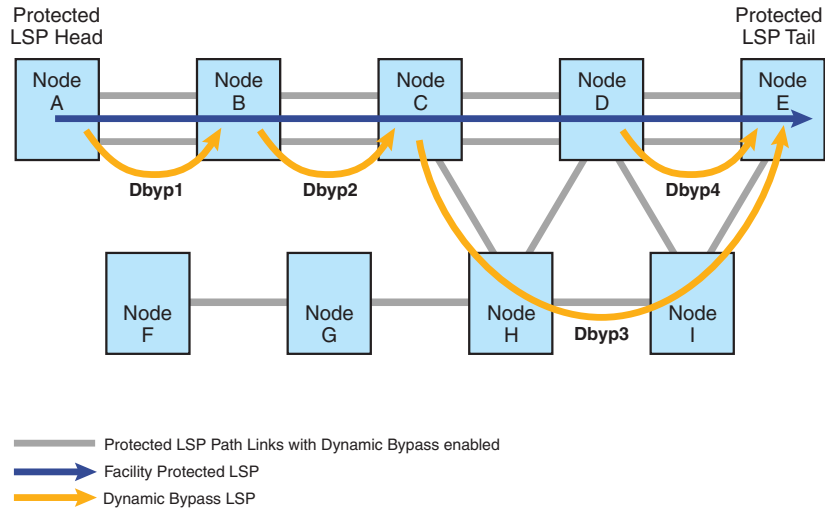 Protected
LSP Head
Protected
LSP Tail
Node
A
Node
B
Node
C
Node
D
Node
E
Dbyp1
Dbyp2
Dbyp4
Node
F
Node
G
Node
H
Node
I
Dbyp3
Protected LSP Path Links with Dynamic Bypass enabled
Facility Protected LSP
Dynamic Bypass LSP